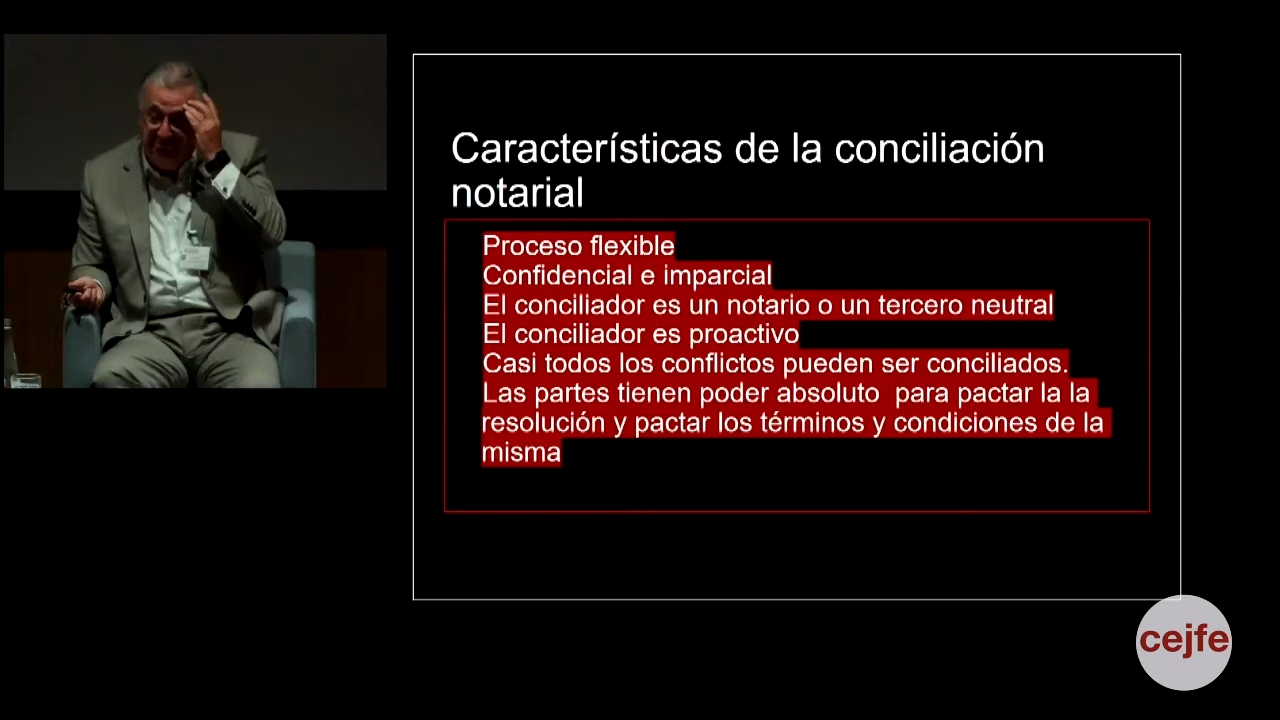 Características de la conciliación
notarial
Proceso flexible
Confidencial e imparcial
El conciliador es un notario o un tercero neutral
El conciliador es proactivo
Casi todos los conflictos pueden ser conciliados.
Las partes tienen poder absoluto  para pactar la la
resolución y pactar los términos y condiciones de la
misma
cejfe